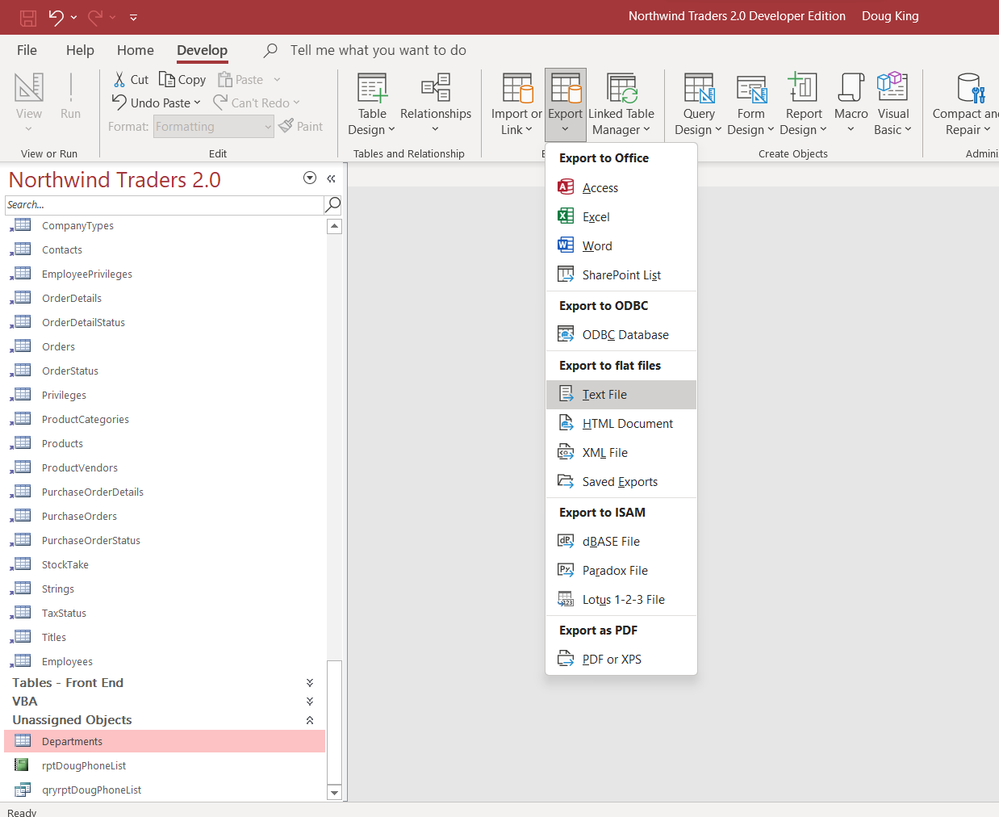 Northwind Traders 2.0 Developer Edition Doug King
File Help Home Develop Tell me what you want to do
Cut Copy Paste
Undo Paste Can't Redo
Format: Formatting Paint
View Run
View or Run
Edit
Table Design Relationships
Tables and Relationship
Import or Link Export Linked Table Manager
E
Query Design Form Design Report Design Macro Visual Basic
Create Objects
Compact and Repair
Admini
Northwind Traders 2.0
Search...
CompanyTypes
Contacts
EmployeePrivileges
OrderDetails
OrderDetailStatus
Orders
OrderStatus
Privileges
ProductCategories
Products
ProductVendors
PurchaseOrderDetails
PurchaseOrders
PurchaseOrderStatus
StockTake
Strings
TaxStatus
Titles
Employees
Tables - Front End
VBA
Unassigned Objects
Departments
rptDougPhoneList
qryrptDougPhoneList
Export to Office
Access
Excel
Word
SharePoint List
Export to ODBC
ODBC Database
Export to flat files
Text File
HTML Document
XML File
Saved Exports
Export to ISAM
dBASE File
Paradox File
Lotus 1-2-3 File
Export as PDF
PDF or XPS
Ready